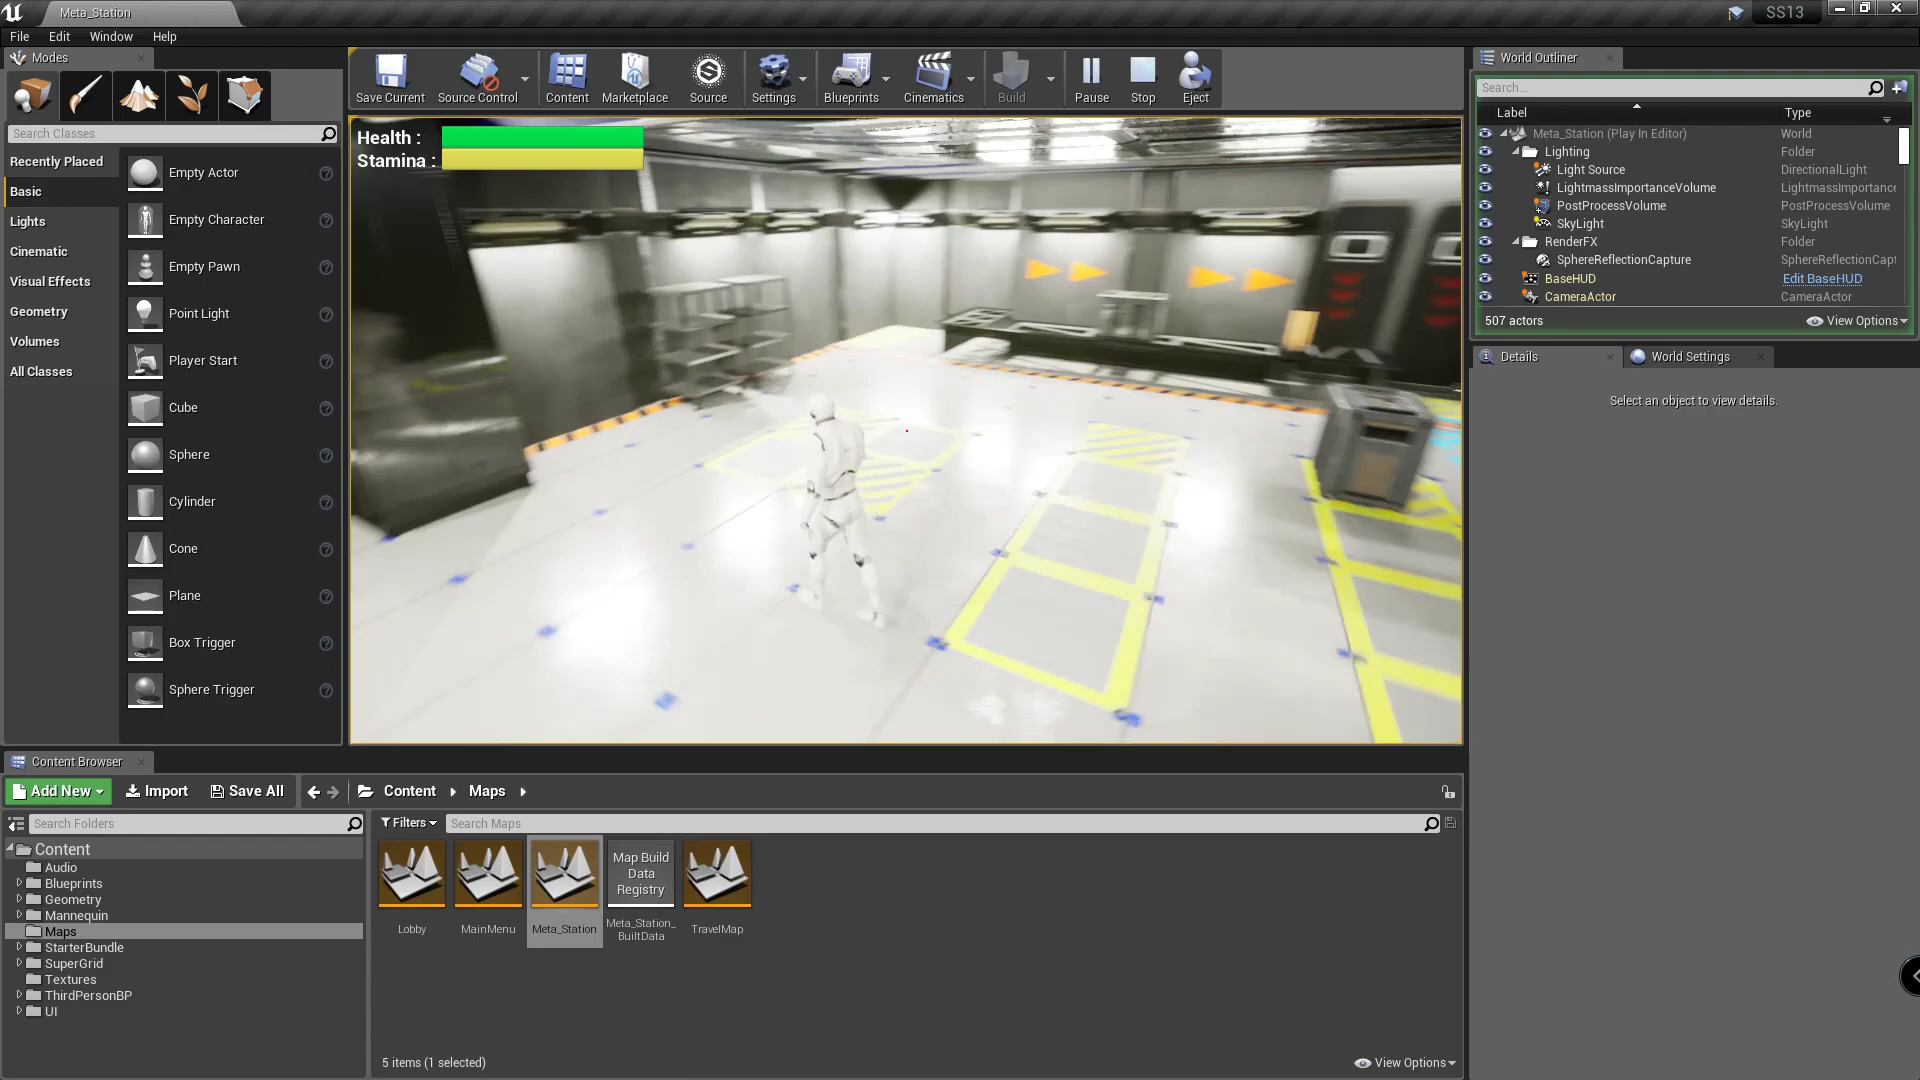 Meta_Station
SS13
File Edit Window Help
Modes
Search Classes
Recently Placed
Basic
Lights
Cinematic
Visual Effects
Geometry
Volumes
All Classes
Empty Actor
Empty Character
Empty Pawn
Point Light
Player Start
Cube
Sphere
Cylinder
Cone
Plane
Box Trigger
Sphere Trigger
Save Current
Source Control
Content
Marketplace
Source
Settings
Blueprints
Cinematics
Build
Pause
Stop
Eject
Health :
Stamina :
World Outliner
Search...
Label Type
Meta_Station (Play In Editor) World
Lighting Folder
Light Source DirectionalLight
LightmassImportanceVolume LightmassImportance
PostProcessVolume PostProcessVolume
SkyLight SkyLight
RenderFX Folder
SphereReflectionCapture SphereReflectionCapt
BaseHUD Edit BaseHUD
CameraActor CameraActor
507 actors View Options
Details
World Settings
Select an object to view details.
Content Browser
Add New Import Save All Content Maps
Search Folders
Content
Audio
Blueprints
Geometry
Mannequin
Maps
StarterBundle
SuperGrid
Textures
ThirdPersonBP
UI
Filters Search Maps
Lobby
MainMenu
Meta_Station
Map Build
Data
Registry
Meta_Station_
BuiltData
TravelMap
5 items (1 selected) View Options